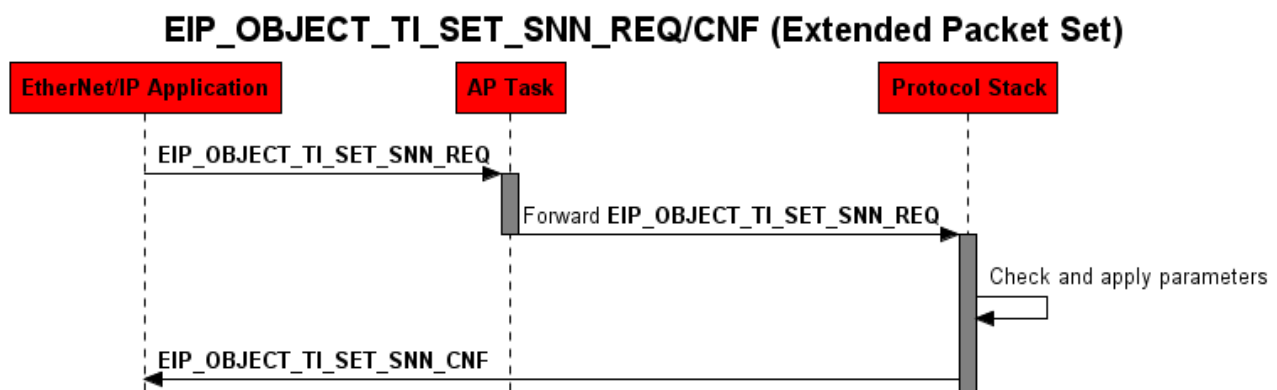 EIP_OBJECT_TI_SET_SNN_REQ/CNF (Extended Packet Set)
EtherNet/IP Application
AP Task
Protocol Stack
EIP_OBJECT_TI_SET_SNN_REQ
Forward EIP_OBJECT_TI_SET_SNN_REQ
Check and apply parameters
EIP_OBJECT_TI_SET_SNN_CNF